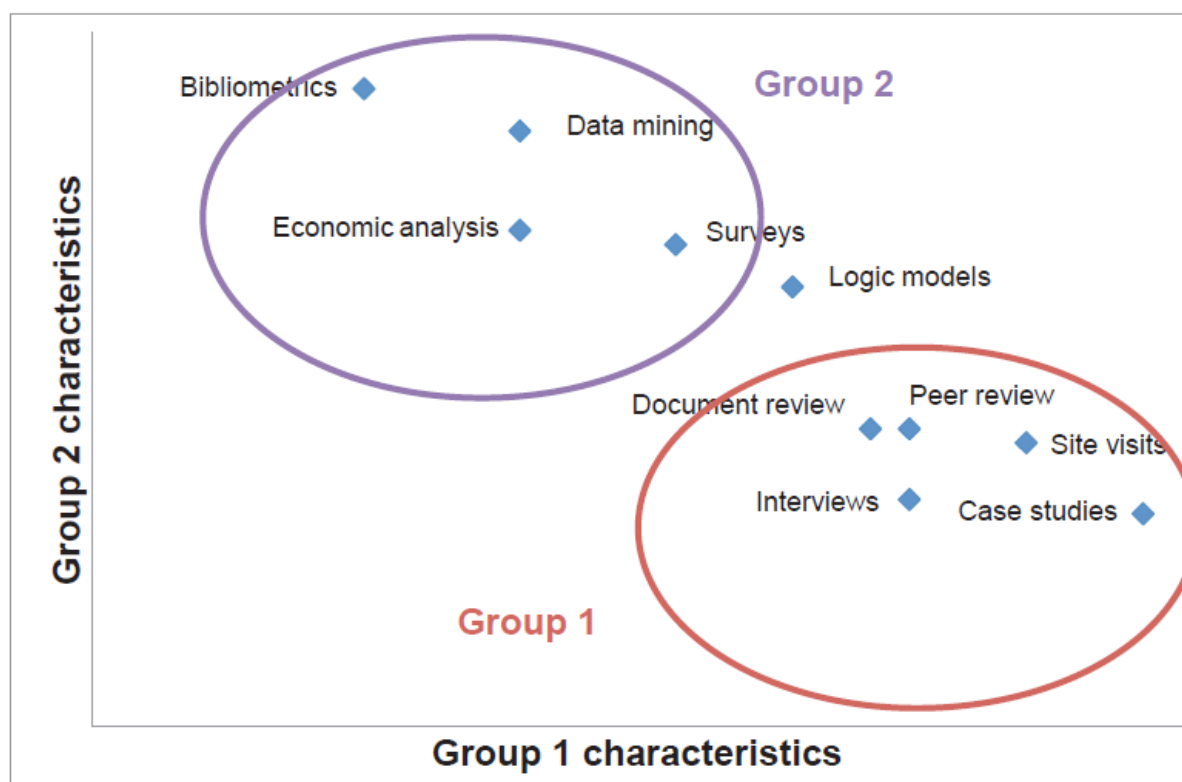 Bibliometrics
Group 2
Data mining
Economic analysis
Surveys
Logic models
Group 2 characteristics
Document review
Peer review
Site visits
Interviews
Case studies
Group 1
Group 1 characteristics